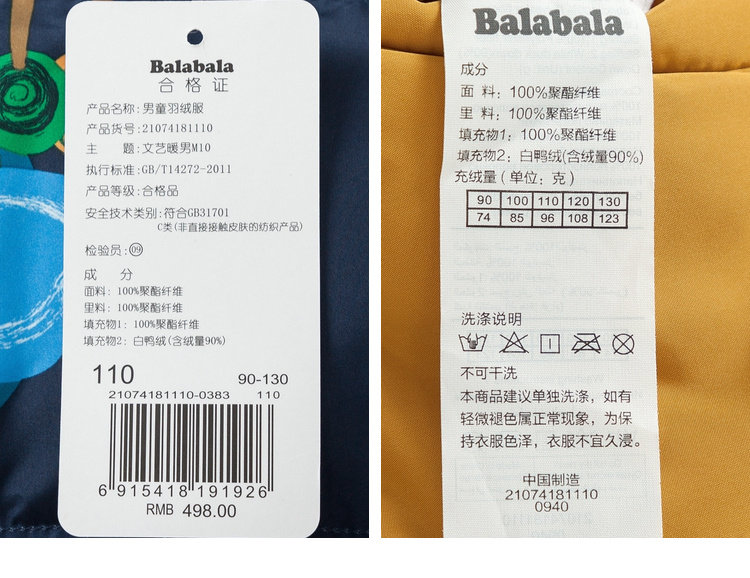 Balabala
合格证
产品名称:男童羽绒服
产品货号:21074181110
主 题:文艺暖男M10
执行标准:GB/T14272-2011
产品等级:合格品
安全技术类别:符合GB31701
C类(非直接接触皮肤的纺织产品)
检验员:09
成 分
面料: 100%聚酯纤维
里料: 100%聚酯纤维
填充物1: 100%聚酯纤维
填充物2: 白鸭绒(含绒量90%)
110 90-130
21074181110-0383 110
6 915418 191926
RMB 498.00
Balabala
成分
面 料: 100%聚酯纤维
里 料: 100%聚酯纤维
填充物1: 100%聚酯纤维
填充物2: 白鸭绒(含绒量90%)
充绒量(单位: 克)
90 100 110 120 130
74 85 96 108 123
洗涤说明
不可干洗
本商品建议单独洗涤, 如有
轻微褪色属正常现象, 为保
持衣服色泽, 衣服不宜久浸。
中国制造
21074181110
0940